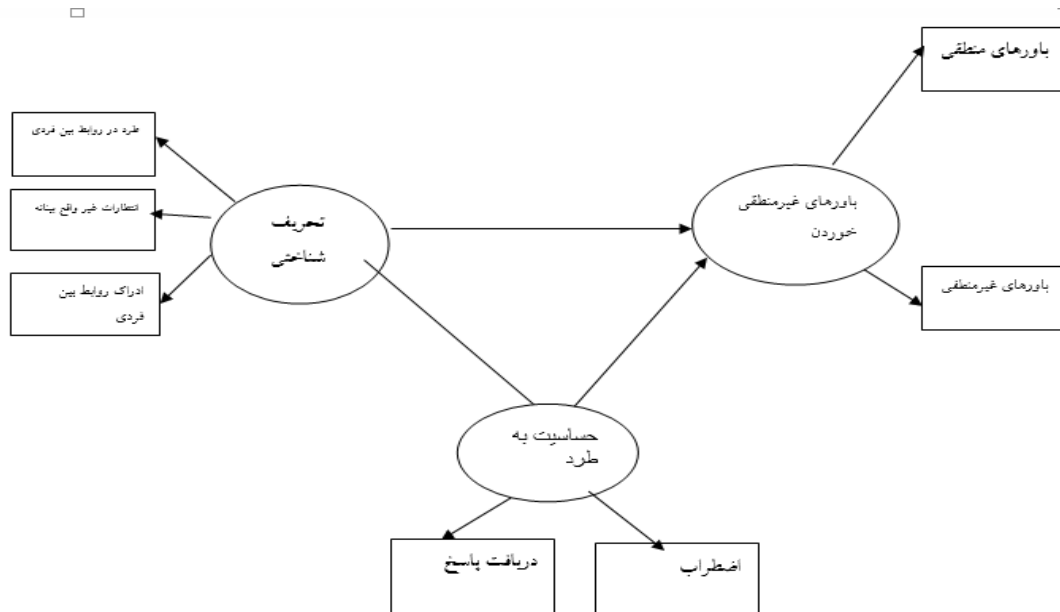 باورهای منطقی
طرد در روابط بین فردی
انتظارات غیر واقع بینانه
ادراک روابط بین
فردی
تحریف
شناختی
باورهای غیرمنطقی
خوردن
باورهای غیرمنطقی
حساسیت به
طرد
دریافت پاسخ
اضطراب